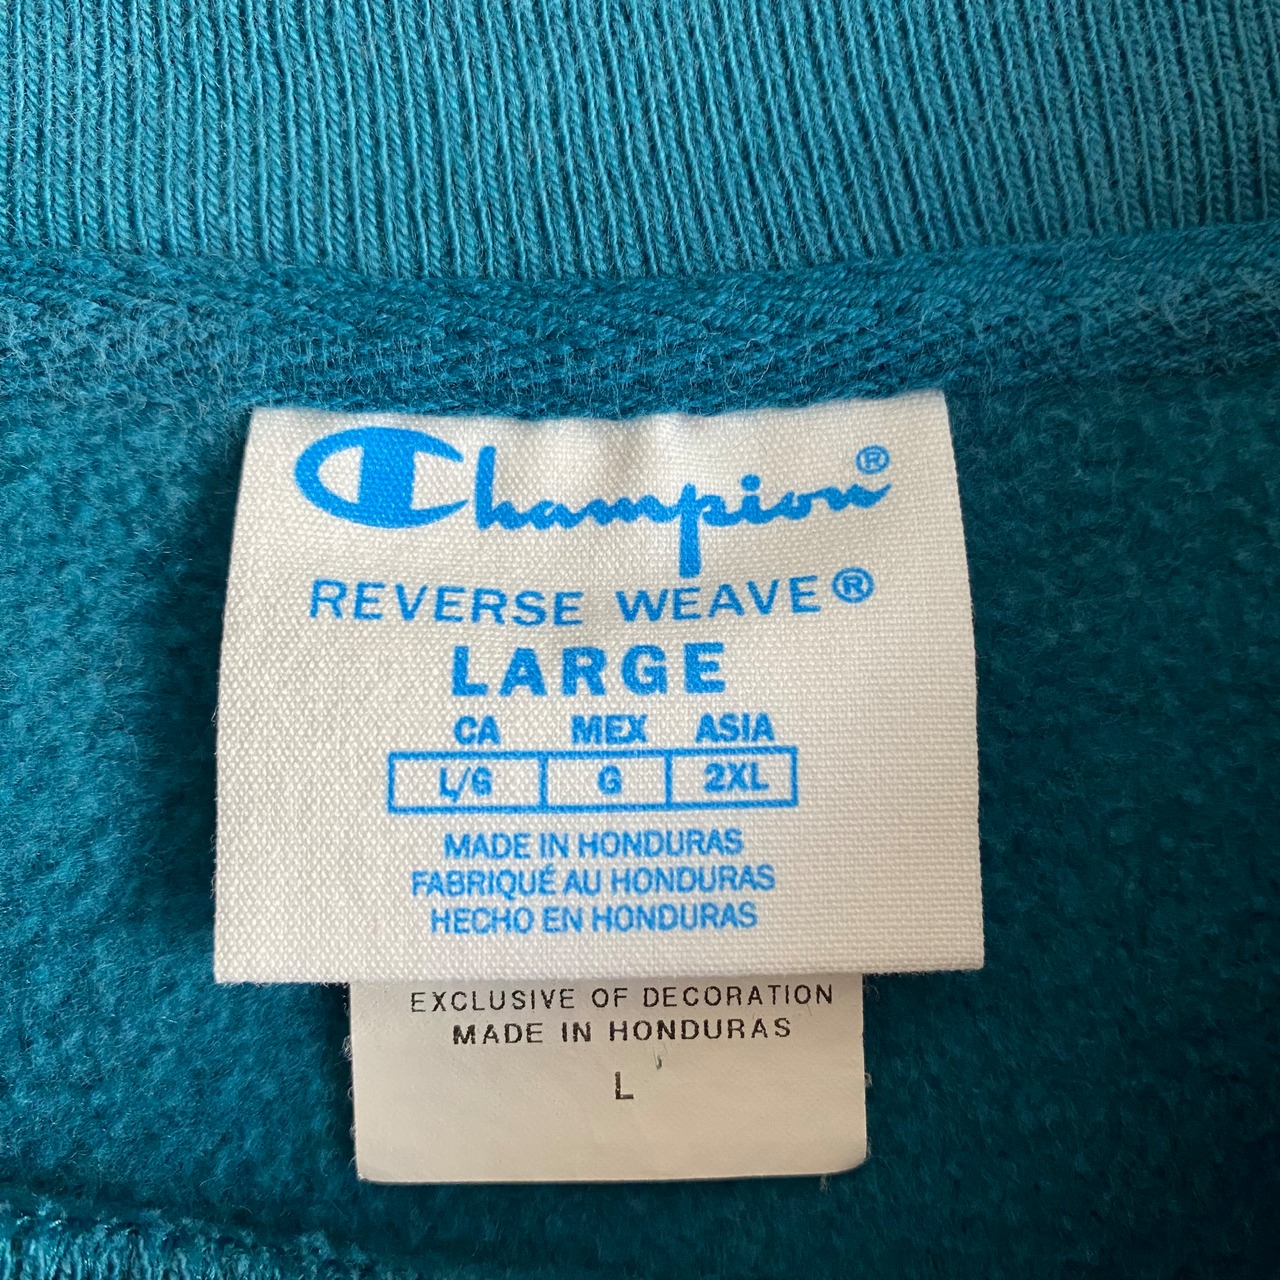 Champion®
REVERSE WEAVE®
LARGE
CA MEX ASIA
L/G G 2XL
MADE IN HONDURAS
FABRIQUÉ AU HONDURAS
HECHO EN HONDURAS
EXCLUSIVE OF DECORATION
MADE IN HONDURAS
L